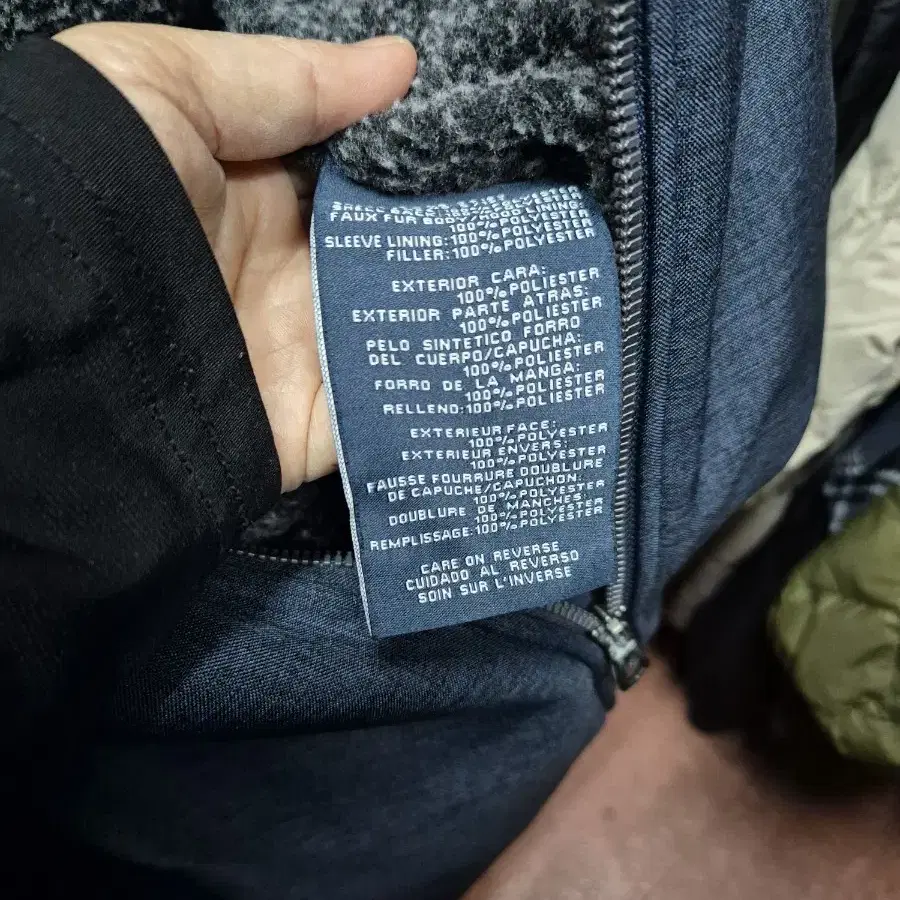 FAUX FUR BODY/HOOD LINING
100%POLYESTER
SLEEVE LINING:100%POLYESTER
FILLER:100%POLYESTER
EXTERIOR CARA:
100%POLIESTER
EXTERIOR PARTE ATRAS:
100%POLIESTER
PELO SINTETICO FORRO
DEL CUERPO/CAPUCHA:
100%POLIESTER
FORRO DE LA MANGA:
100%POLIESTER
RELLENO:100%POLIESTER
EXTERIEUR FACE:
100%POLYESTER
EXTERIEUR ENVERS:
100%POLYESTER
FAUSSE FOURRURE DOUBLURE
DE CAPUCHE/CAPUCHON:
100%POLYESTER
DOUBLURE DE MANCHES:
100%POLYESTER
REMPLISSAGE:100%POLYESTER
CARE ON REVERSE
CUIDADO AL REVERSO
SOIN SUR L'INVERSE